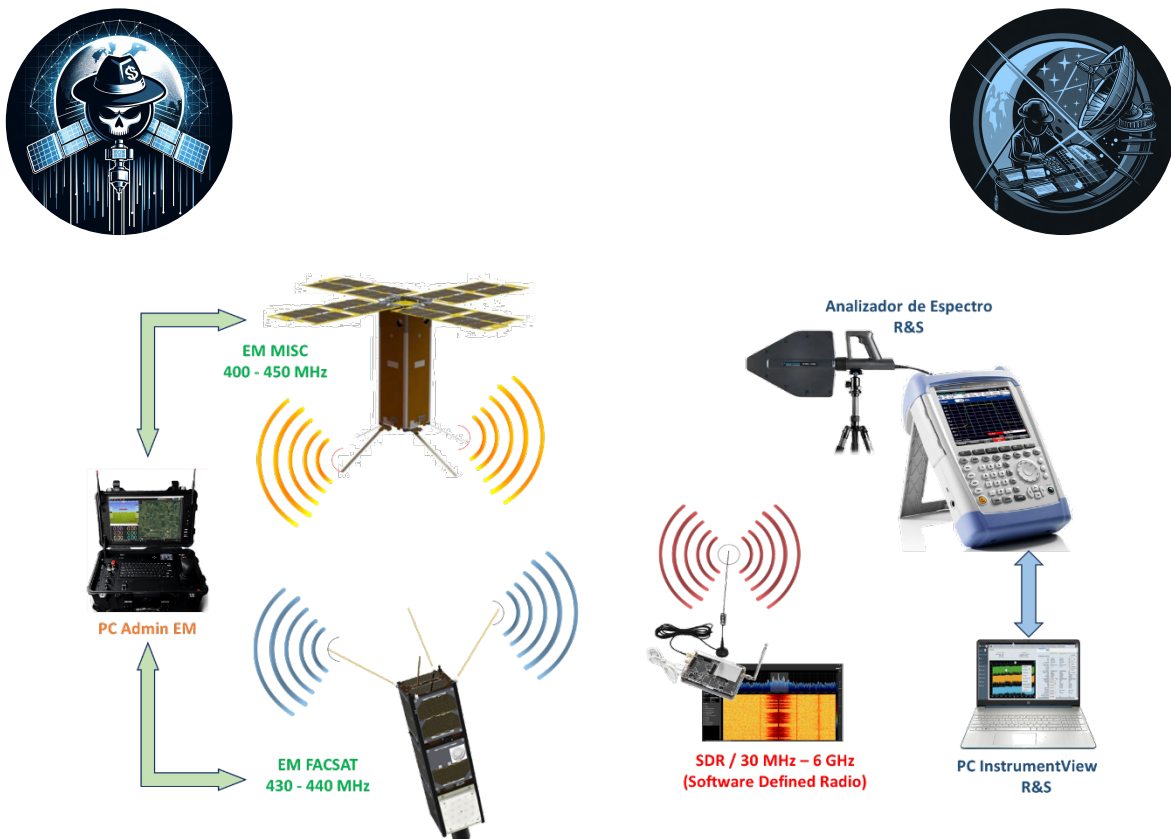 Analizador de Espectro
R&S
EM MISC
400 - 450 MHz
PC Admin EM
EM FACSAT
430 - 440 MHz
SDR / 30 MHz – 6 GHz
(Software Defined Radio)
PC InstrumentView
R&S